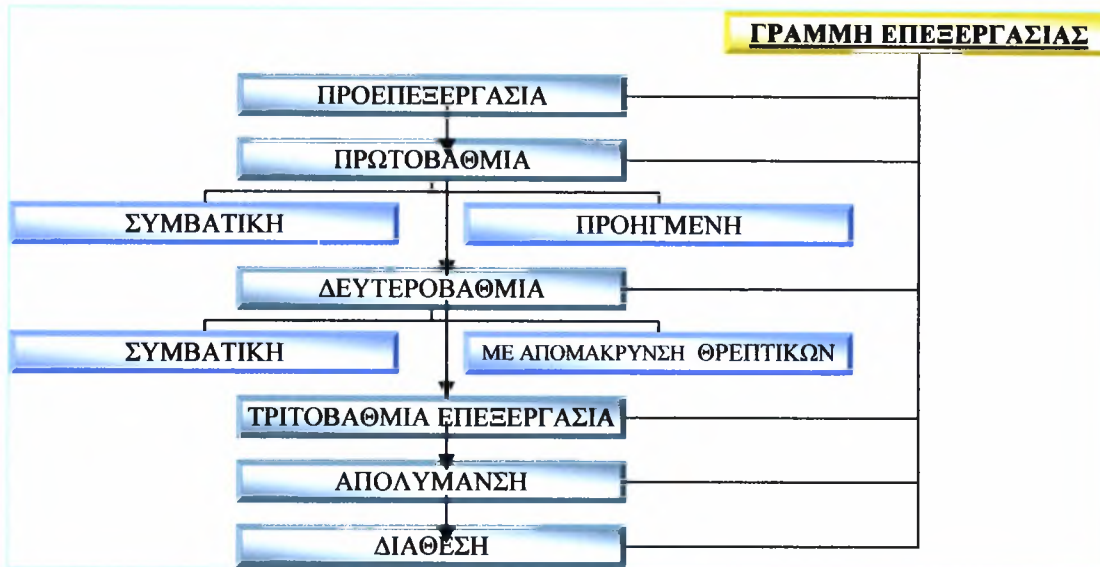 ΓΡΑΜΜΗ ΕΠΕΞΕΡΓΑΣΙΑΣ
ΠΡΟΕΠΕΞΕΡΓΑΣΙΑ
ΠΡΩΤΟΒΑΘΜΙΑ
ΣΥΜΒΑΤΙΚΗ
ΠΡΟΗΓΜΕΝΗ
ΔΕΥΤΕΡΟΒΑΘΜΙΑ
ΣΥΜΒΑΤΙΚΗ
ΜΕ ΑΠΟΜΑΚΡΥΝΣΗ ΘΡΕΠΤΙΚΩΝ
ΤΡΙΤΟΒΑΘΜΙΑ ΕΠΕΞΕΡΓΑΣΙΑ
ΑΠΟΛΥΜΑΝΣΗ
ΔΙΑΘΕΣΗ